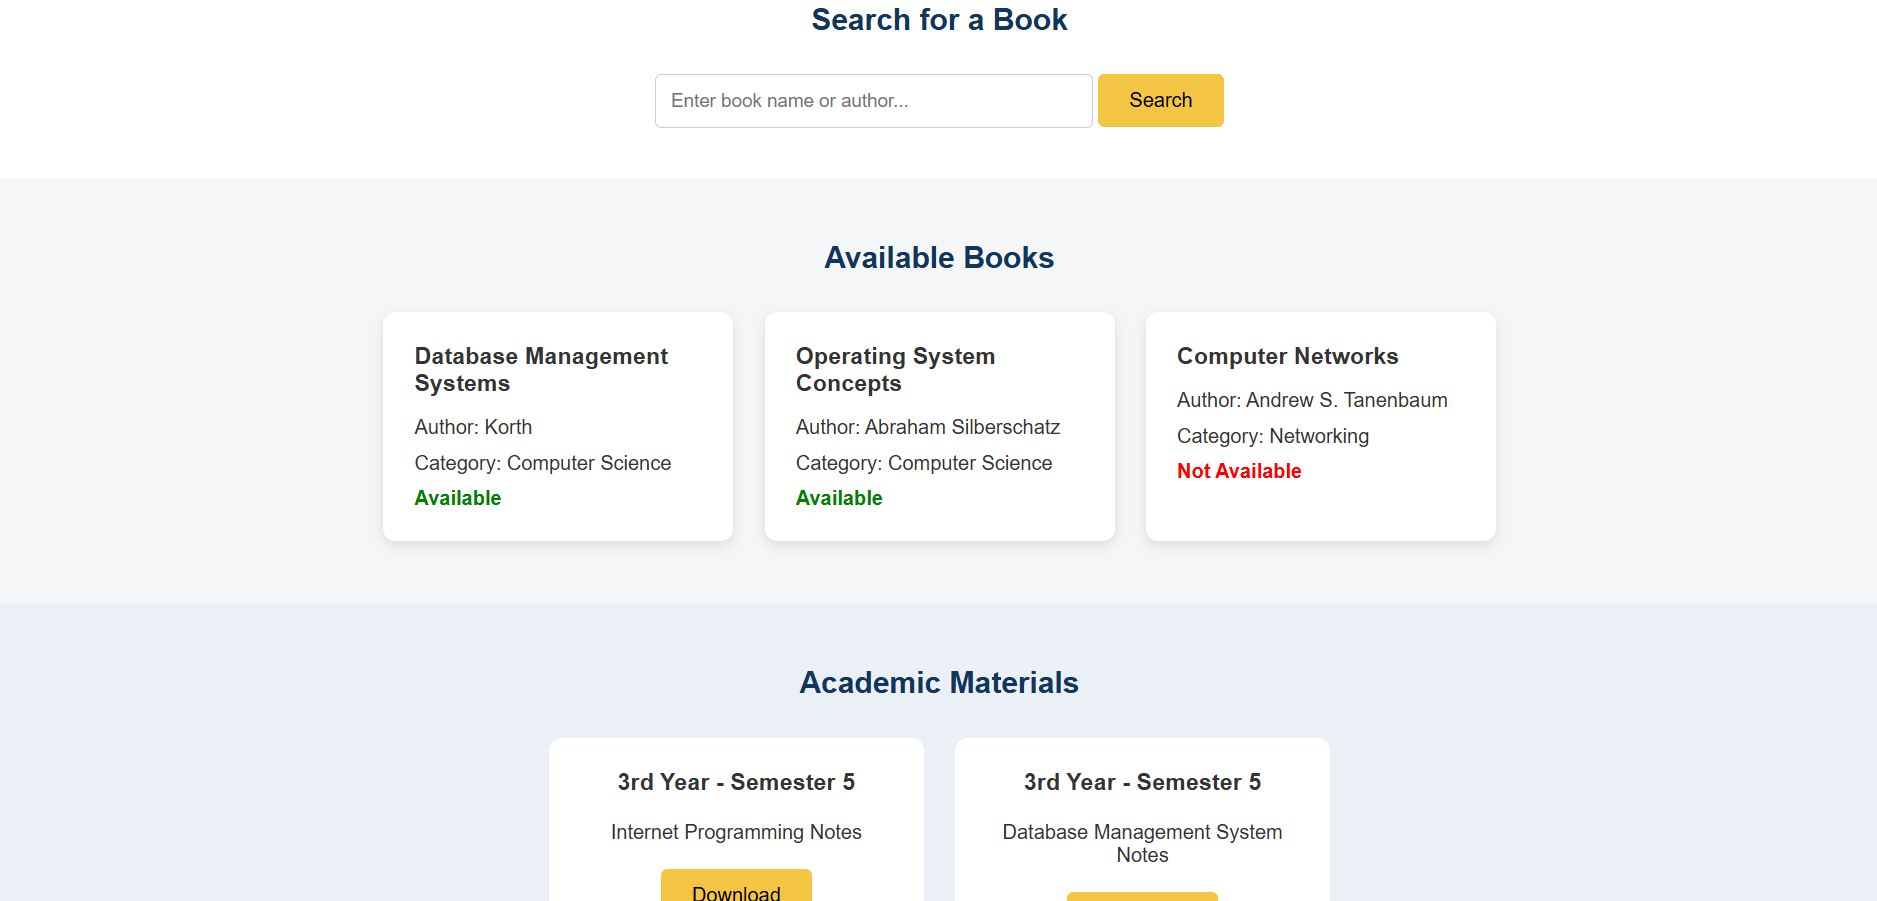 Search for a Book
Enter book name or author...
Search
Available Books
Database Management
Systems
Author: Korth
Category: Computer Science
Available
Operating System
Concepts
Author: Abraham Silberschatz
Category: Computer Science
Available
Computer Networks
Author: Andrew S. Tanenbaum
Category: Networking
Not Available
Academic Materials
3rd Year - Semester 5
Internet Programming Notes
Download
3rd Year - Semester 5
Database Management System
Notes